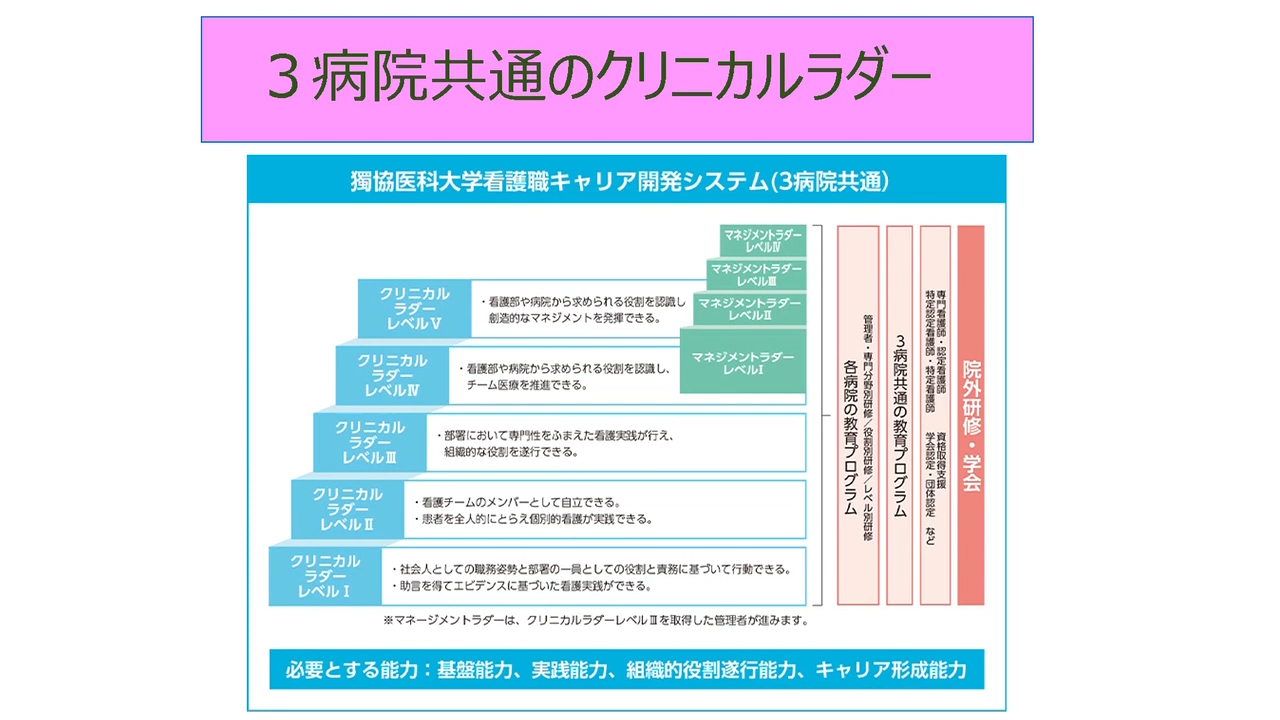 3病院共通のクリニカルラダー
獨協医科大学看護職キャリア開発システム(3病院共通)
マネジメントラダー
レベルⅣ
マネジメントラダー
レベルⅢ
マネジメントラダー
レベルⅡ
マネジメントラダー
レベルⅠ
クリニカル
ラダー
レベルⅤ
・看護部や病院から求められる役割を認識し
創造的なマネジメントを発揮できる。
クリニカル
ラダー
レベルⅣ
・看護部や病院から求められる役割を認識し、
チーム医療を推進できる。
クリニカル
ラダー
レベルⅢ
・部署において専門性をふまえた看護実践が行え、
組織的な役割を遂行できる。
クリニカル
ラダー
レベルⅡ
・看護チームのメンバーとして自立できる。
・患者を全人的にとらえ個別的看護が実践できる。
クリニカル
ラダー
レベルⅠ
・社会人としての職務姿勢と部署の一員としての役割と責務に基づいて行動できる。
・助言を得てエビデンスに基づいた看護実践ができる。
管理者・専門分野別研修／役割別研修／レベル別研修
各病院の教育プログラム
3病院共通の教育プログラム
専門看護師・認定看護師 資格取得支援
特定認定看護師・特定看護師 学会認定・団体認定 など
院外研修・学会
※マネージメントラダーは、クリニカルラダーレベルⅡを取得した管理者が進みます。
必要とする能力：基盤能力、実践能力、組織的役割遂行能力、キャリア形成能力